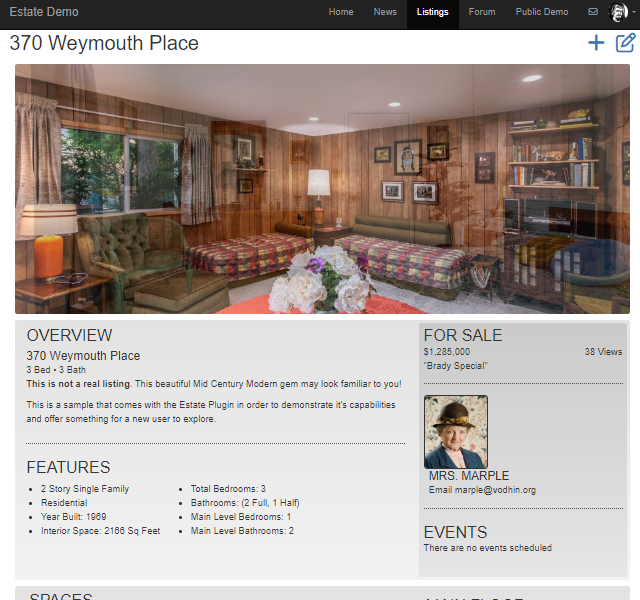 Estate Demo
Home News Listings Forum Public Demo
370 Weymouth Place
OVERVIEW
370 Weymouth Place
3 Bed • 3 Bath
This is not a real listing. This beautiful Mid Century Modern gem may look familiar to you!
This is a sample that comes with the Estate Plugin in order to demonstrate it's capabilities
and offer something for a new user to explore.
FEATURES
• 2 Story Single Family
• Residential
• Year Built: 1969
• Interior Space: 2166 Sq Feet
• Total Bedrooms: 3
• Bathrooms: (2 Full, 1 Half)
• Main Level Bedrooms: 1
• Main Level Bathrooms: 2
FOR SALE
$1,285,000 38 Views
"Brady Special"
MRS. MARPLE
Email marple@vodhin.org
EVENTS
There are no events scheduled
SPACES
MAIN FLOOR